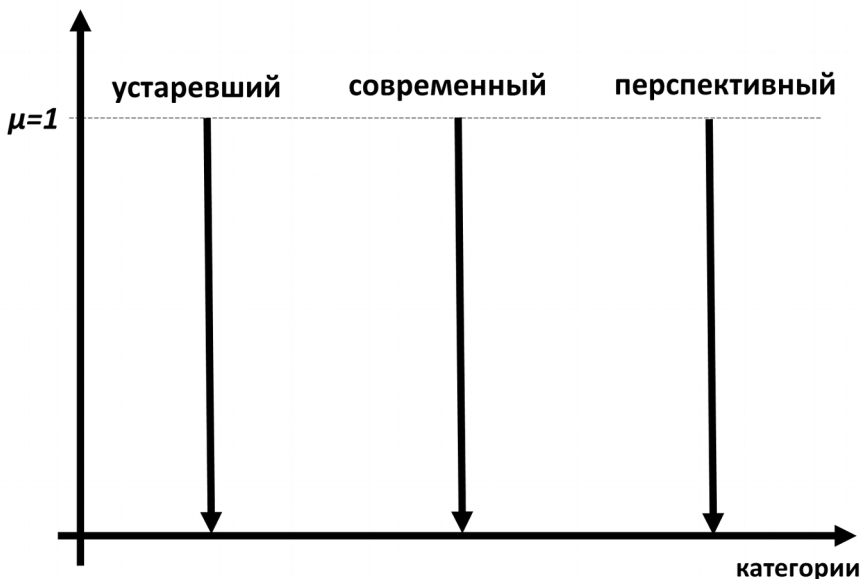 устаревший современный перспективный
μ=1
категории